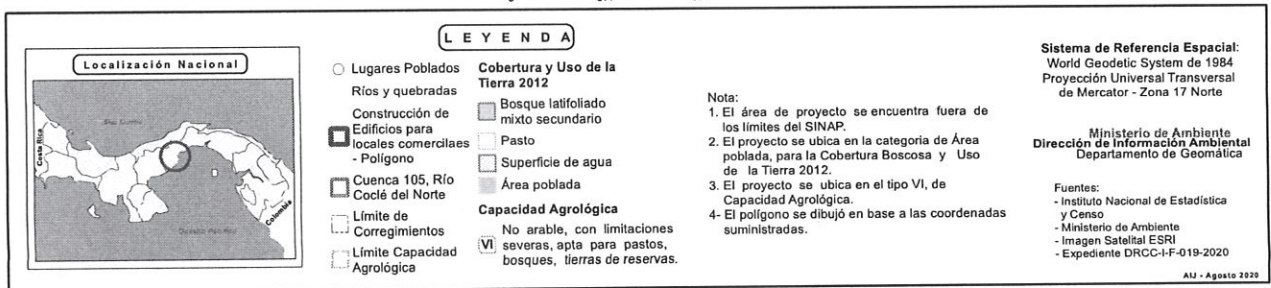 LEYENDA
Localización Nacional
Mar Caribe
Costa Rica
Colombia
Océano Pacífico
Lugares Poblados
Ríos y quebradas
Construcción de
Edificios para
locales comercilaes
- Polígono
Cuenca 105, Río
Coclé del Norte
Límite de
Corregimientos
Límite Capacidad
Agrológica
Cobertura y Uso de la
Tierra 2012
Bosque latifoliado
mixto secundario
Pasto
Superficie de agua
Área poblada
Capacidad Agrológica
VI
No arable, con limitaciones
severas, apta para pastos,
bosques, tierras de reservas.
Nota:
1. El área de proyecto se encuentra fuera de
los límites del SINAP.
2. El proyecto se ubica en la categoria de Área
poblada, para la Cobertura Boscosa y Uso
de la Tierra 2012.
3. El proyecto se ubica en el tipo VI, de
Capacidad Agrológica.
4- El polígono se dibujó en base a las coordenadas
suministradas.
Sistema de Referencia Espacial:
World Geodetic System de 1984
Proyección Universal Transversal
de Mercator - Zona 17 Norte
Ministerio de Ambiente
Dirección de Información Ambiental
Departamento de Geomática
Fuentes:
- Instituto Nacional de Estadística
y Censo
- Ministerio de Ambiente
- Imagen Satelital ESRI
- Expediente DRCC-I-F-019-2020
AIJ - Agosto 2020